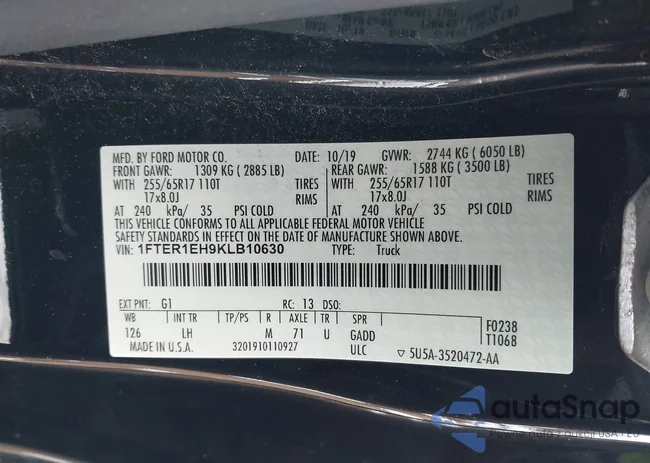 MFD. BY FORD MOTOR CO. DATE: 10/19 GVWR: 2744 KG ( 6050 LB)
FRONT GAWR: 1309 KG ( 2885 LB) REAR GAWR: 1588 KG ( 3500 LB)
WITH 255/65R17 110T TIRES WITH 255/65R17 110T TIRES
17x8.0J RIMS 17x8.0J RIMS
AT 240 kPa/ 35 PSI COLD AT 240 kPa/ 35 PSI COLD
THIS VEHICLE CONFORMS TO ALL APPLICABLE FEDERAL MOTOR VEHICLE
SAFETY STANDARDS IN EFFECT ON THE DATE OF MANUFACTURE SHOWN ABOVE.
VIN: 1FTER1EH9KLB10630 TYPE: Truck
EXT PNT: G1 RC: 13 DSO:
WB INT TR TP/PS R AXLE TR SPR F0238
126 LH M 71 U GADD T1068
MADE IN U.S.A. 3201910110927 ULC ▽ 5U5A-3520472-AA
autaSnap